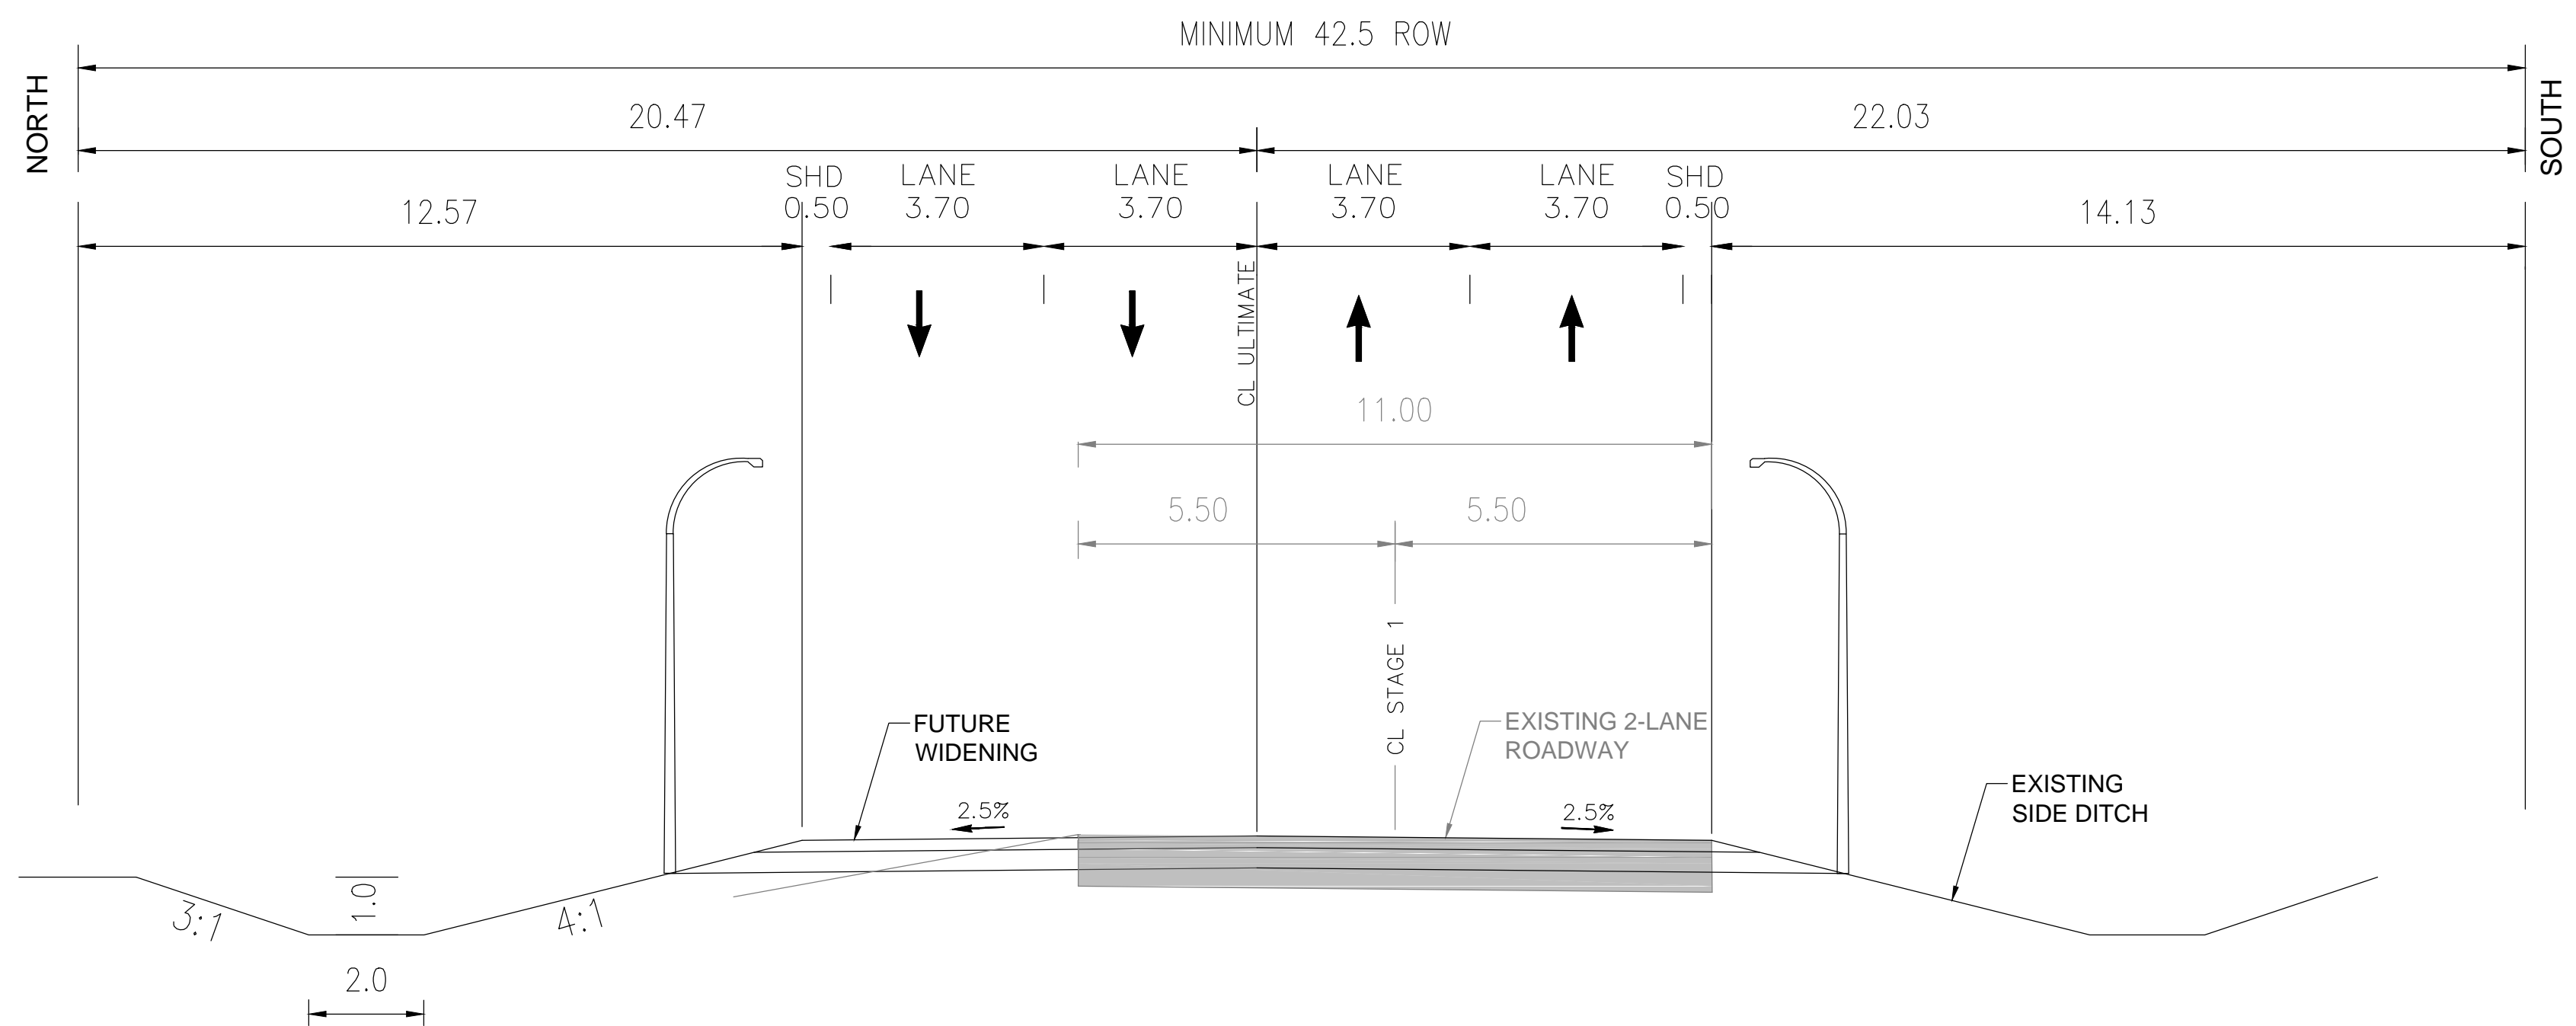 MINIMUM 42.5 ROW
NORTH
SOUTH
20.47
22.03
SHD
0.50
LANE
3.70
LANE
3.70
LANE
3.70
LANE
3.70
SHD
0.50
12.57
14.13
CL ULTIMATE
11.00
5.50
5.50
CL STAGE 1
FUTURE
WIDENING
EXISTING 2-LANE
ROADWAY
EXISTING
SIDE DITCH
2.5%
2.5%
3:1
1.0
4:1
2.0